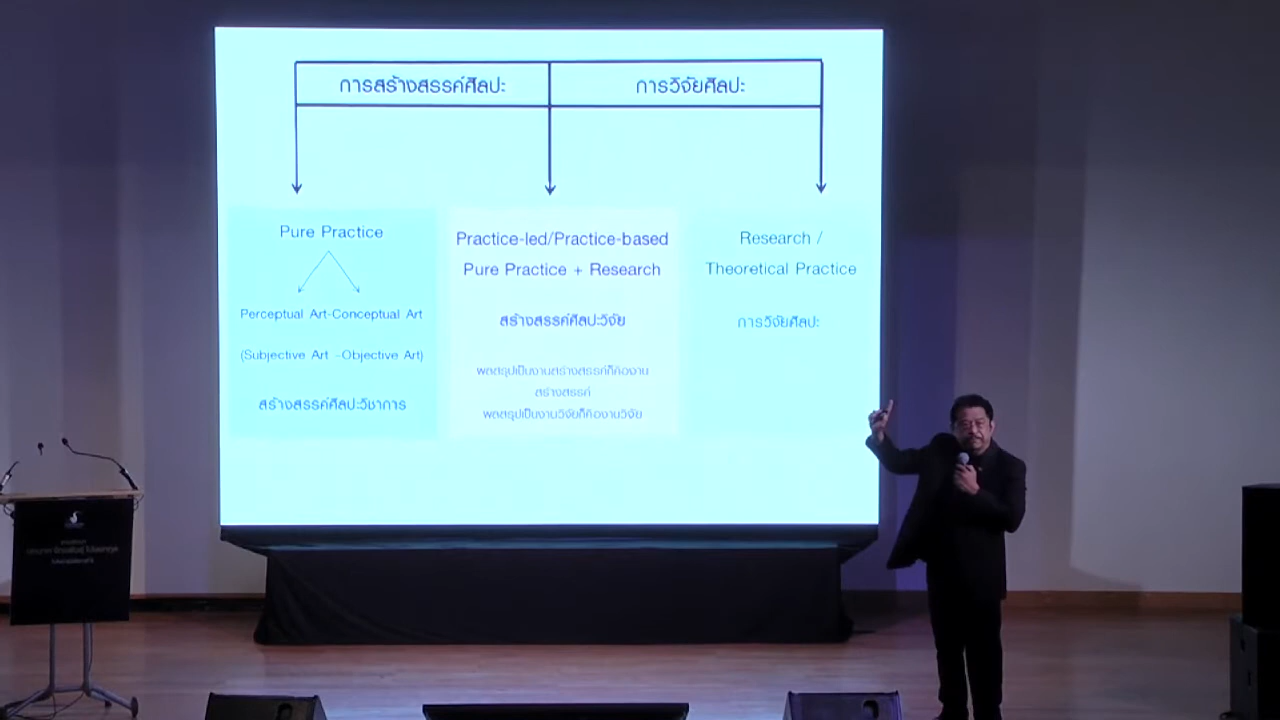 การสร้างสรรค์ศิลปะ
การวิจัยศิลปะ
Pure Practice
Perceptual Art-Conceptual Art
(Subjective Art -Objective Art)
สร้างสรรค์ศิลปะวิชาการ
Practice-led/Practice-based
Pure Practice + Research
สร้างสรรค์ศิลปะวิจัย
ผลสรุปเป็นงานสร้างสรรค์ก็คืองาน
สร้างสรรค์
ผลสรุปเป็นงานวิจัยก็คืองานวิจัย
Research /
Theoretical Practice
การวิจัยศิลปะ